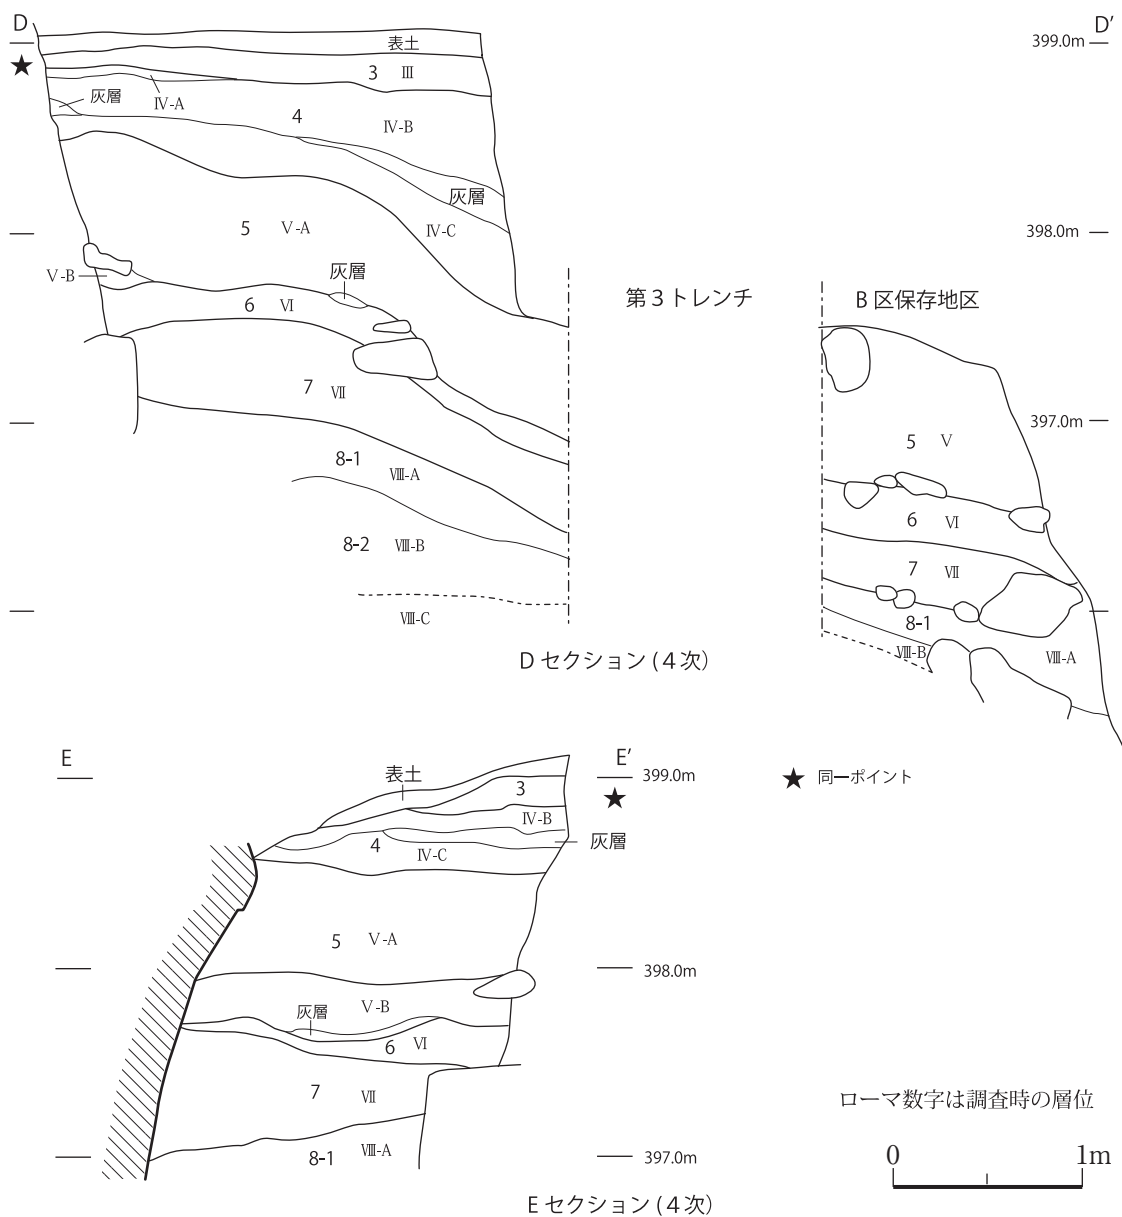 D
D’
★
表土
399.0m
3 Ⅲ
Ⅳ-A
灰層
4
Ⅳ-B
灰層
Ⅳ-C
398.0m
5 Ⅴ-A
Ⅴ-B
灰層
6 Ⅵ
第3トレンチ
B区保存地区
7 Ⅶ
397.0m
5 Ⅴ
8-1 Ⅷ-A
8-2 Ⅷ-B
6 Ⅵ
7 Ⅶ
Ⅷ-C
8-1
Ⅷ-B
Ⅷ-A
Dセクション(4次)
E
E’
表土
399.0m
★
★ 同一ポイント
3
Ⅳ-B
4
Ⅳ-C
灰層
5 Ⅴ-A
398.0m
Ⅴ-B
灰層
6 Ⅵ
7 Ⅶ
ローマ数字は調査時の層位
8-1 Ⅷ-A
397.0m
0 1m
Eセクション(4次)